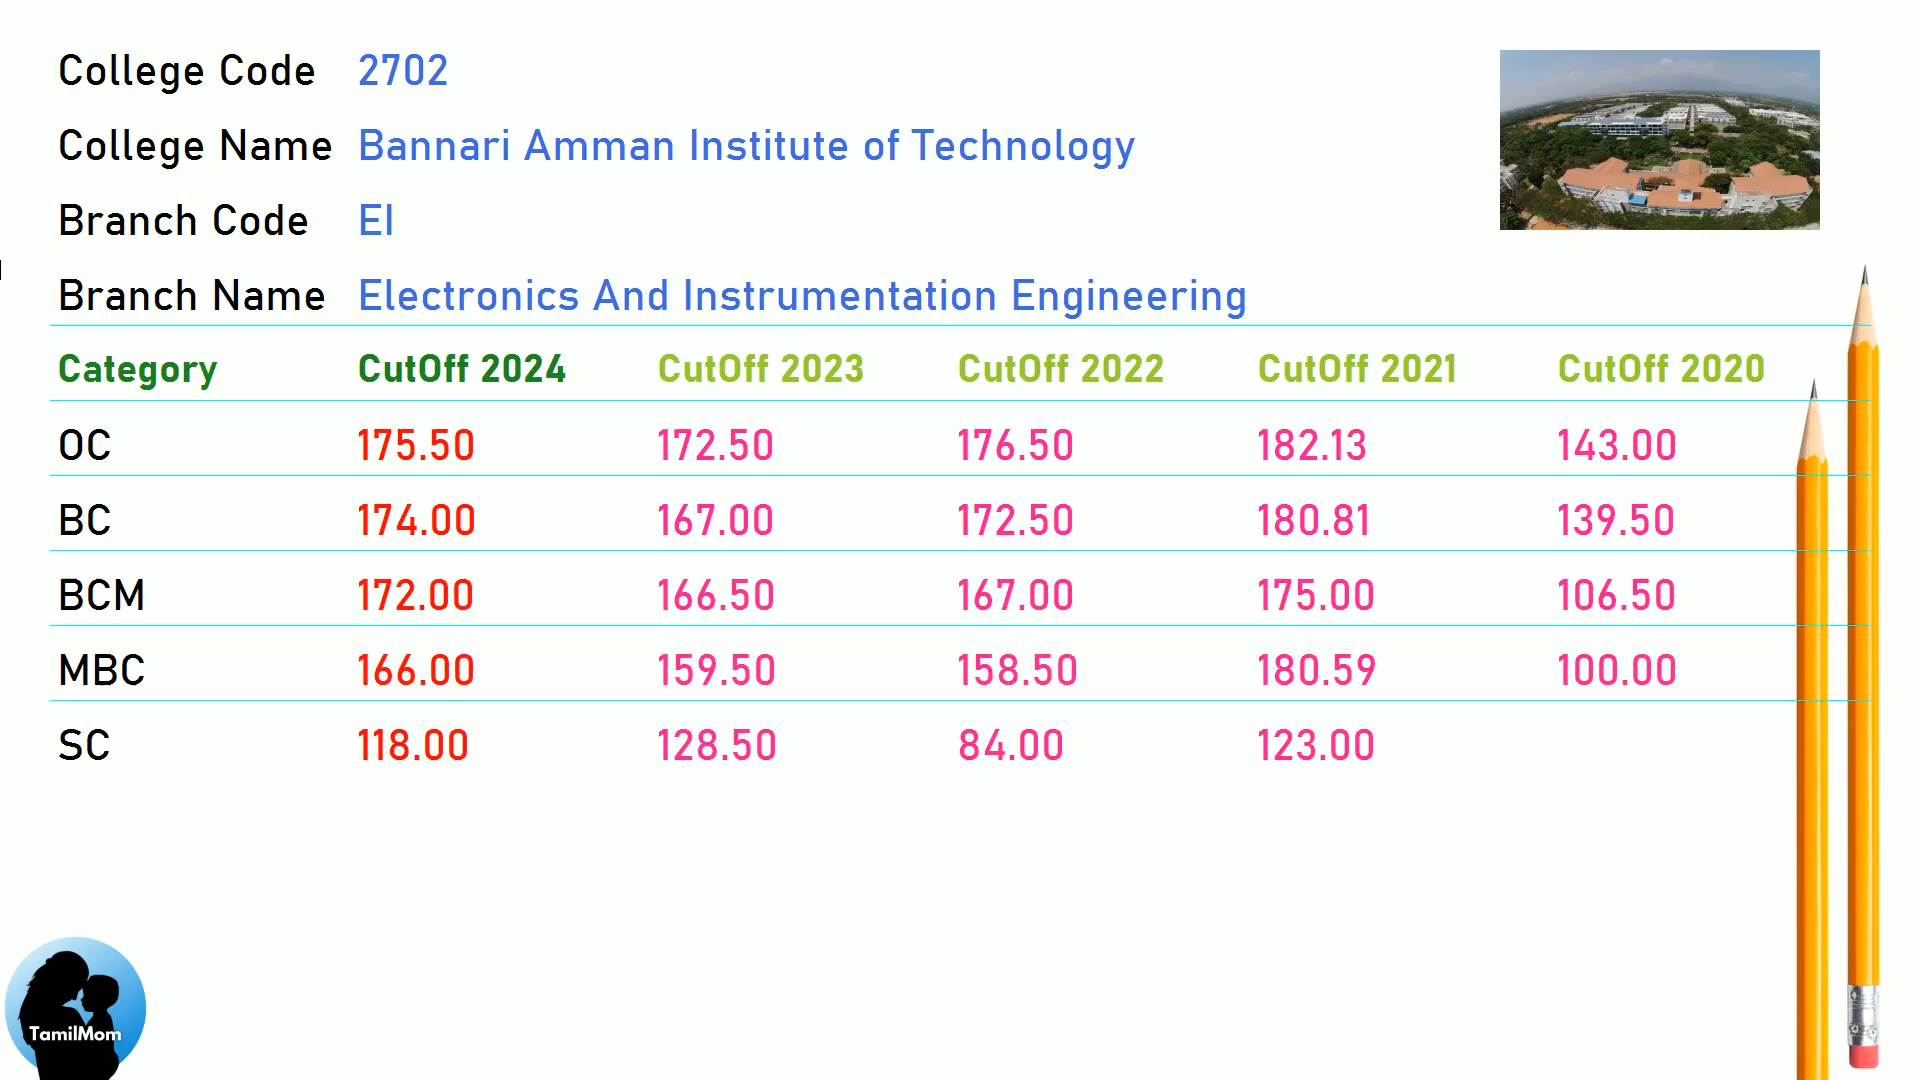 College Code 2702
College Name Bannari Amman Institute of Technology
Branch Code EI
Branch Name Electronics And Instrumentation Engineering
Category CutOff 2024 CutOff 2023 CutOff 2022 CutOff 2021 CutOff 2020
OC 175.50 172.50 176.50 182.13 143.00
BC 174.00 167.00 172.50 180.81 139.50
BCM 172.00 166.50 167.00 175.00 106.50
MBC 166.00 159.50 158.50 180.59 100.00
SC 118.00 128.50 84.00 123.00
TamilMom